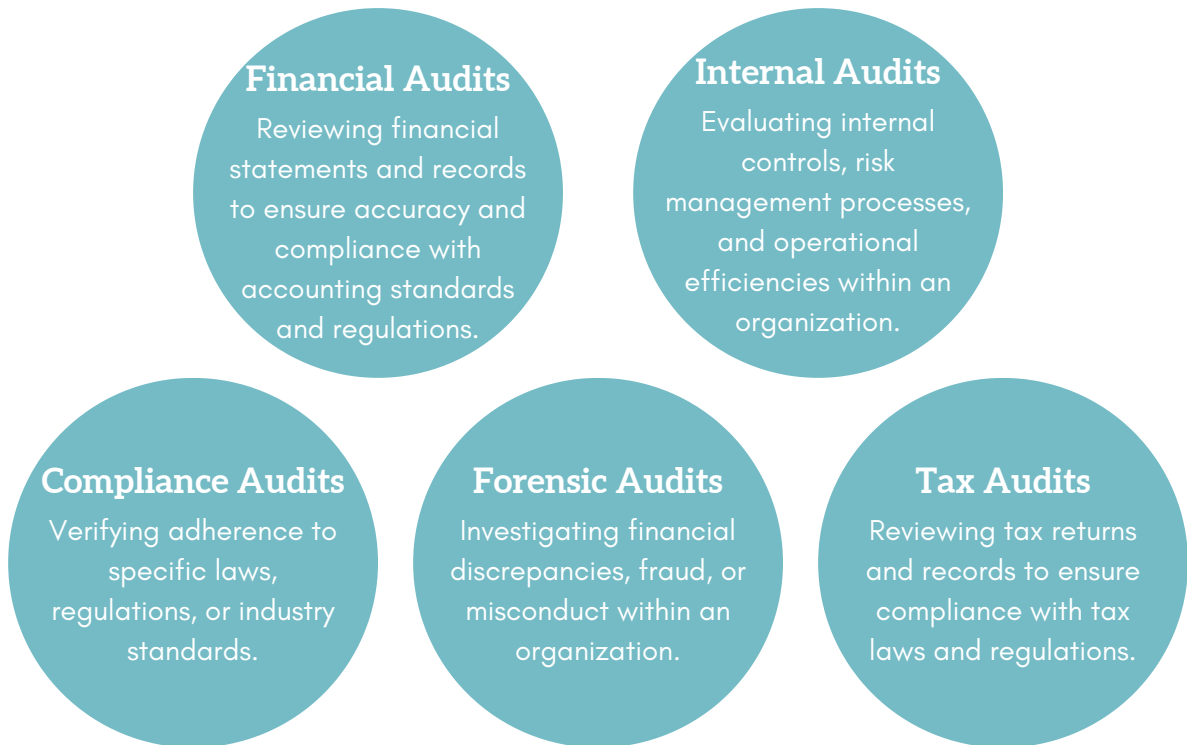 Financial Audits
Reviewing financial
statements and records
to ensure accuracy and
compliance with
accounting standards
and regulations.
Internal Audits
Evaluating internal
controls, risk
management processes,
and operational
efficiencies within an
organization.
Compliance Audits
Verifying adherence to
specific laws,
regulations, or industry
standards.
Forensic Audits
Investigating financial
discrepancies, fraud, or
misconduct within an
organization.
Tax Audits
Reviewing tax returns
and records to ensure
compliance with tax
laws and regulations.